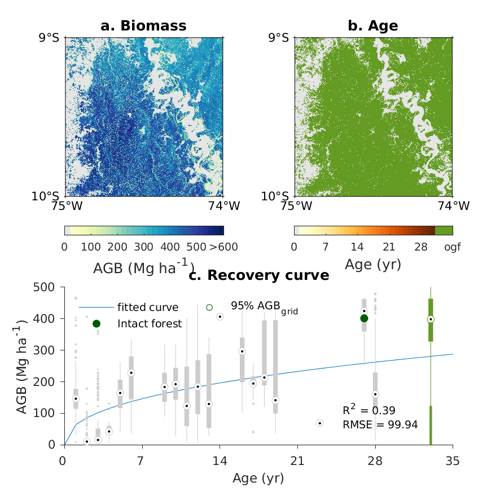 a. Biomass
b. Age
9°S
9°S
10°S
10°S
75°W
74°W
75°W
74°W
0 100 200 300 400 500 >600
0 7 14 21 28 ogf
AGB (Mg ha⁻¹)
Age (yr)
c. Recovery curve
500
400
300
200
100
0
AGB (Mg ha⁻¹)
fitted curve
95% AGB_grid
Intact forest
R² = 0.39
RMSE = 99.94
0 7 14 21 28 35
Age (yr)